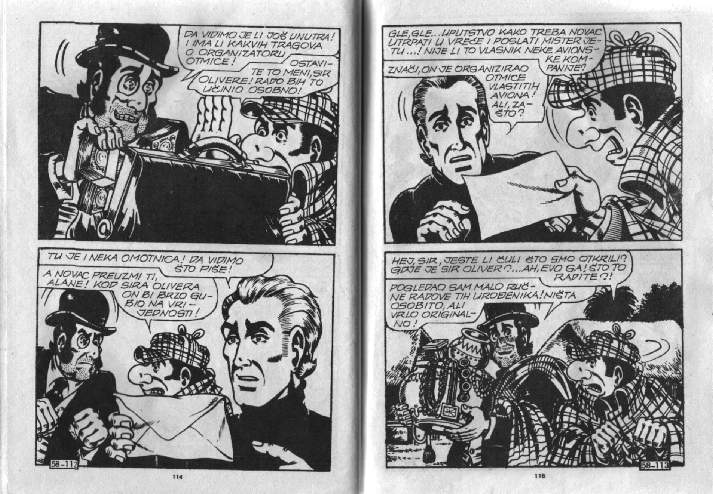 DA VIDIMO JE LI JOŠ UNUTRA!
I IMA LI KAKVIH TRAGOVA
O ORGANIZATORU
OTMICE!
OSTAVI-
TE TO MENI, SIR
OLIVERE! RADO BIH TO
UČINIO OSOBNO!
TU JE I NEKA OMOTNICA! DA VIDIMO
ŠTO PIŠE!
A NOVAC PREUZMI TI,
ALANE! KOD SIRA OLIVERA
ON BI BRZO GU-
BIO NA VRI-
JEDNOSTI!
58-112
114
GLE, GLE... UPUTSTVO KAKO TREBA NOVAC
UTRPATI U VREĆE I POSLATI MISTER JE-
TU...! NIJE LI TO VLASNIK NEKE AVIONS-
KE KOM-
PANIJE?
ZNAČI, ON JE ORGANIZIRAO
OTMICE
VLASTITIH
AVIONA!
ALI, ZA-
ŠTO?
HEJ, SIR, JESTE LI ČULI ŠTO SMO OTKRILI?
GDJE JE SIR OLIVER?...AH, EVO GA! ŠTO TO
RADITE?!
POGLEDAO SAM MALO RUČ-
NE RADOVE TIH UROĐENIKA! NIŠTA
OSOBITO, ALI
VRLO ORIGINAL-
NO!
58-113
115